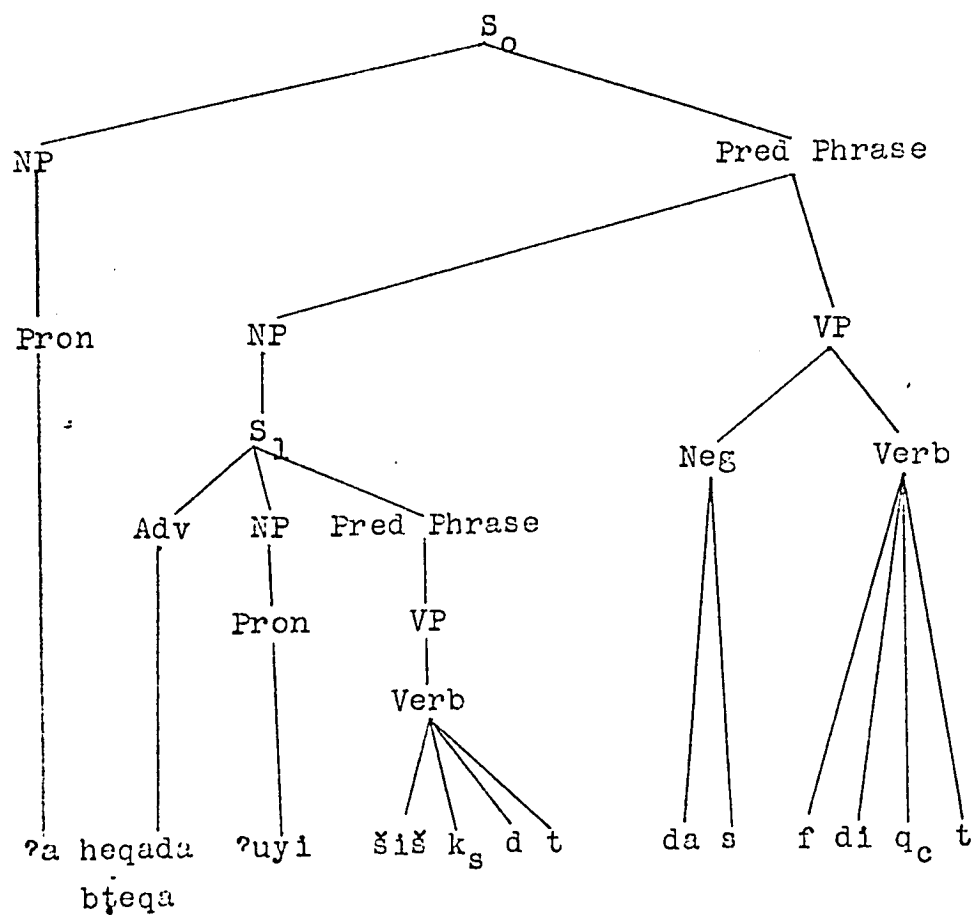 S₀
NP Pred Phrase
Pron NP VP
S₁ Neg Verb
Adv NP Pred Phrase
Pron VP
Verb
ʔa heqada ʔuyi šiš kₛ d t da s f di q_c t
bṭeqa